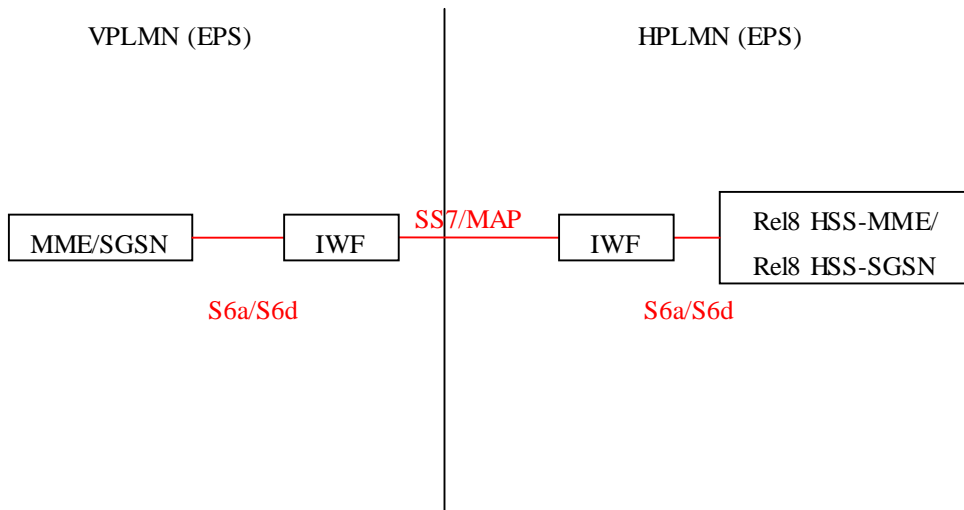 VPLMN (EPS)
HPLMN (EPS)
SS7/MAP
MME/SGSN
IWF
IWF
Rel8 HSS-MME/
Rel8 HSS-SGSN
S6a/S6d
S6a/S6d